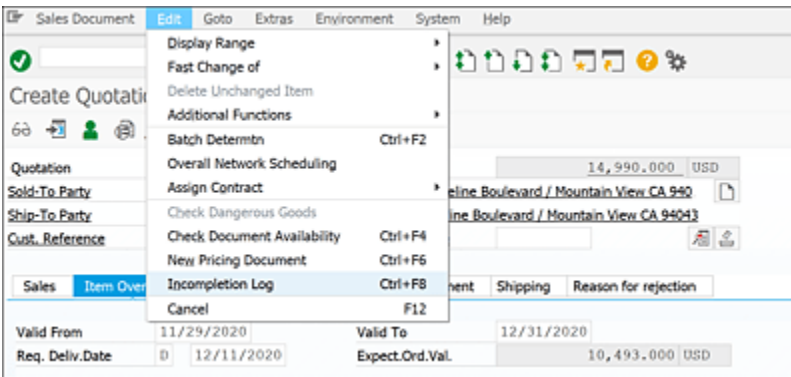 Sales Document Edit Goto Extras Environment System Help
Display Range
Fast Change of
Delete Unchanged Item
Create Quotati
Additional Functions
Batch Determtn Ctrl+F2
Overall Network Scheduling
Quotation 14,990.000 USD
Assign Contract
Sold-To Party eline Boulevard / Mountain View CA 940
Check Dangerous Goods
Ship-To Party ine Boulevard / Mountain View CA 94043
Check Document Availability Ctrl+F4
Cust. Reference
New Pricing Document Ctrl+F6
Incompletion Log Ctrl+F8
Sales Item Over ment Shipping Reason for rejection
Cancel F12
Valid From 11/29/2020 Valid To 12/31/2020
Req. Deliv.Date D 12/11/2020 Expect.Ord.Val. 10,493.000 USD